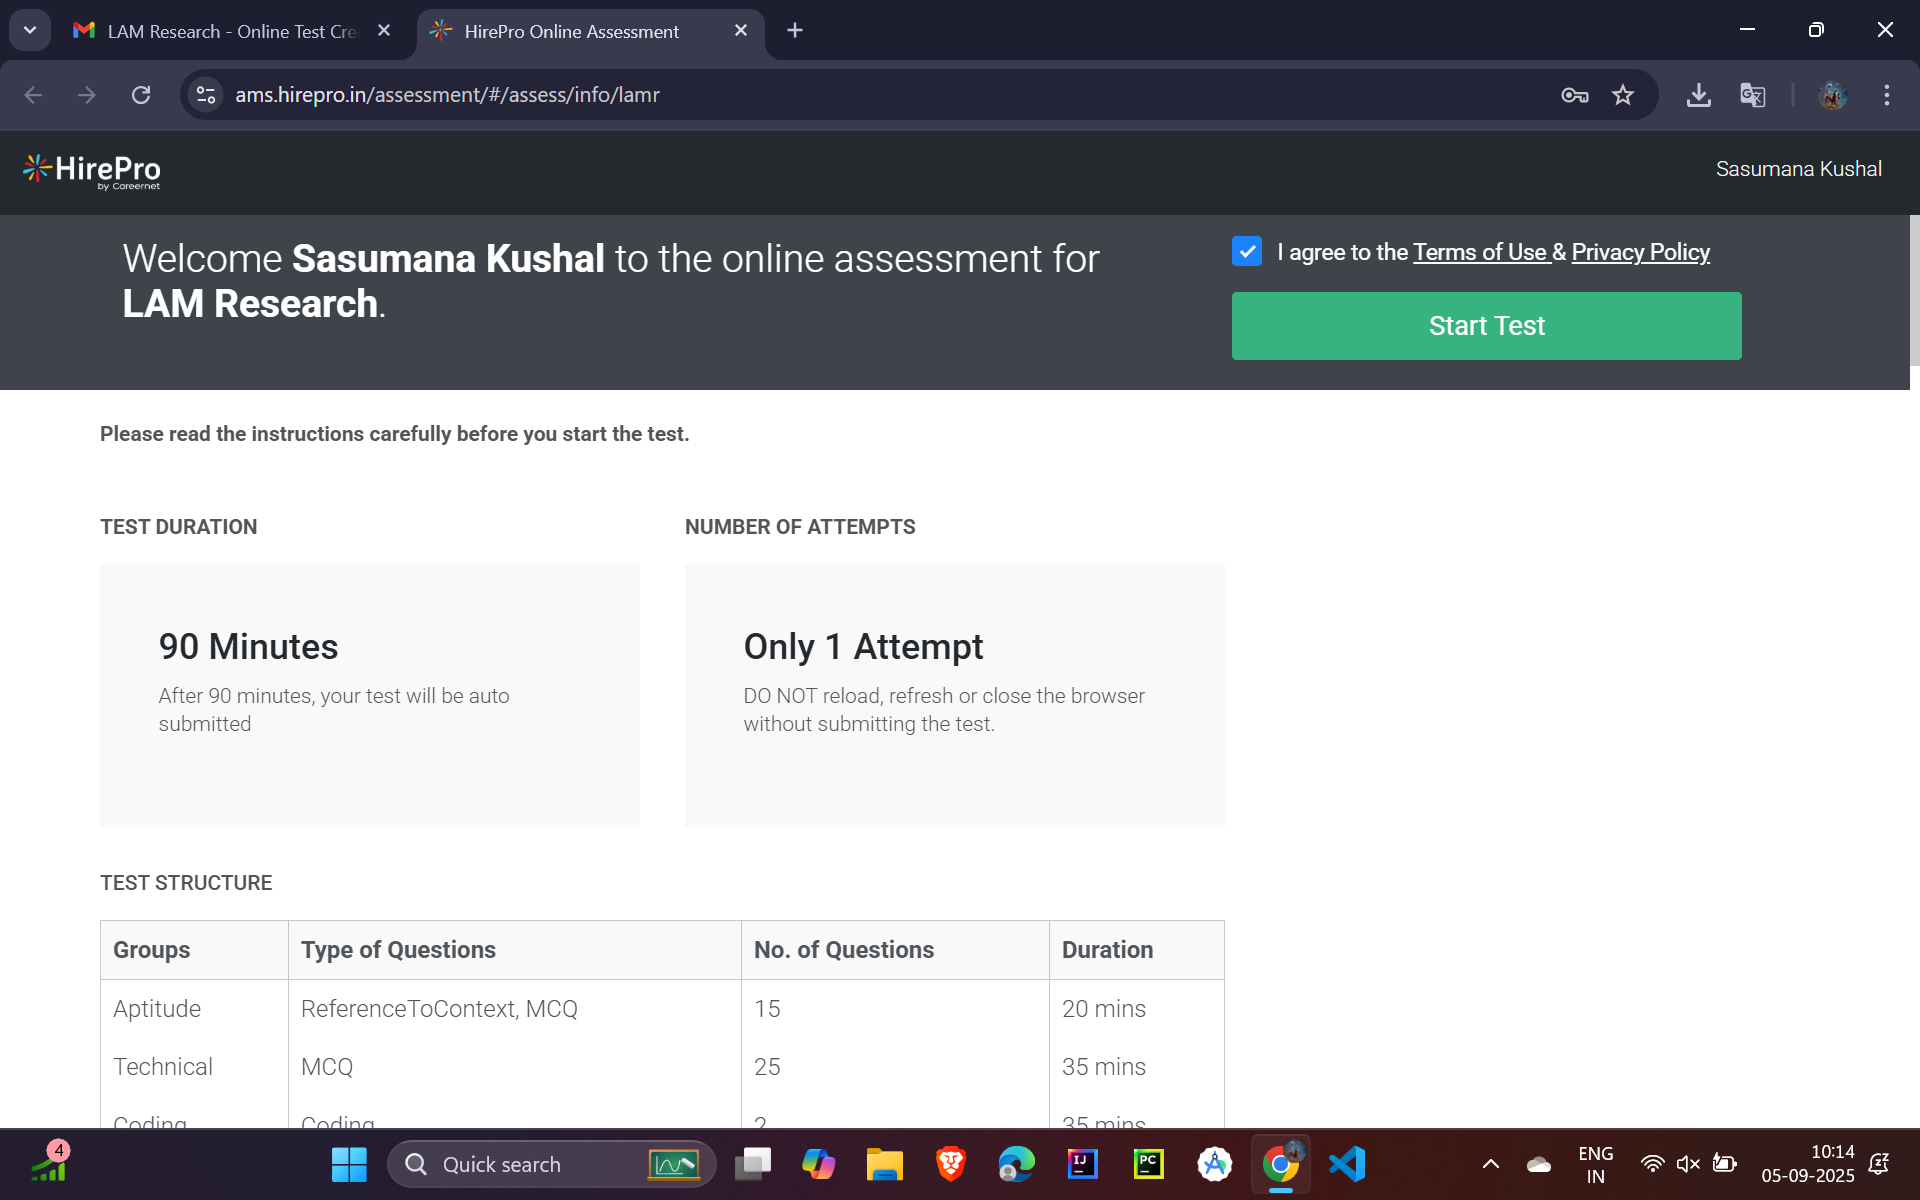 LAM Research - Online Test Cre
HirePro Online Assessment
ams.hirepro.in/assessment/#/assess/info/lamr
HirePro
by Careernet
Sasumana Kushal
Welcome Sasumana Kushal to the online assessment for
LAM Research.
I agree to the Terms of Use & Privacy Policy
Start Test
Please read the instructions carefully before you start the test.
TEST DURATION
90 Minutes
After 90 minutes, your test will be auto
submitted
NUMBER OF ATTEMPTS
Only 1 Attempt
DO NOT reload, refresh or close the browser
without submitting the test.
TEST STRUCTURE
Groups Type of Questions No. of Questions Duration
Aptitude ReferenceToContext, MCQ 15 20 mins
Technical MCQ 25 35 mins
Coding Coding 2 35 mins
4
Quick search
IJ
PC
ENG
IN
10:14
05-09-2025